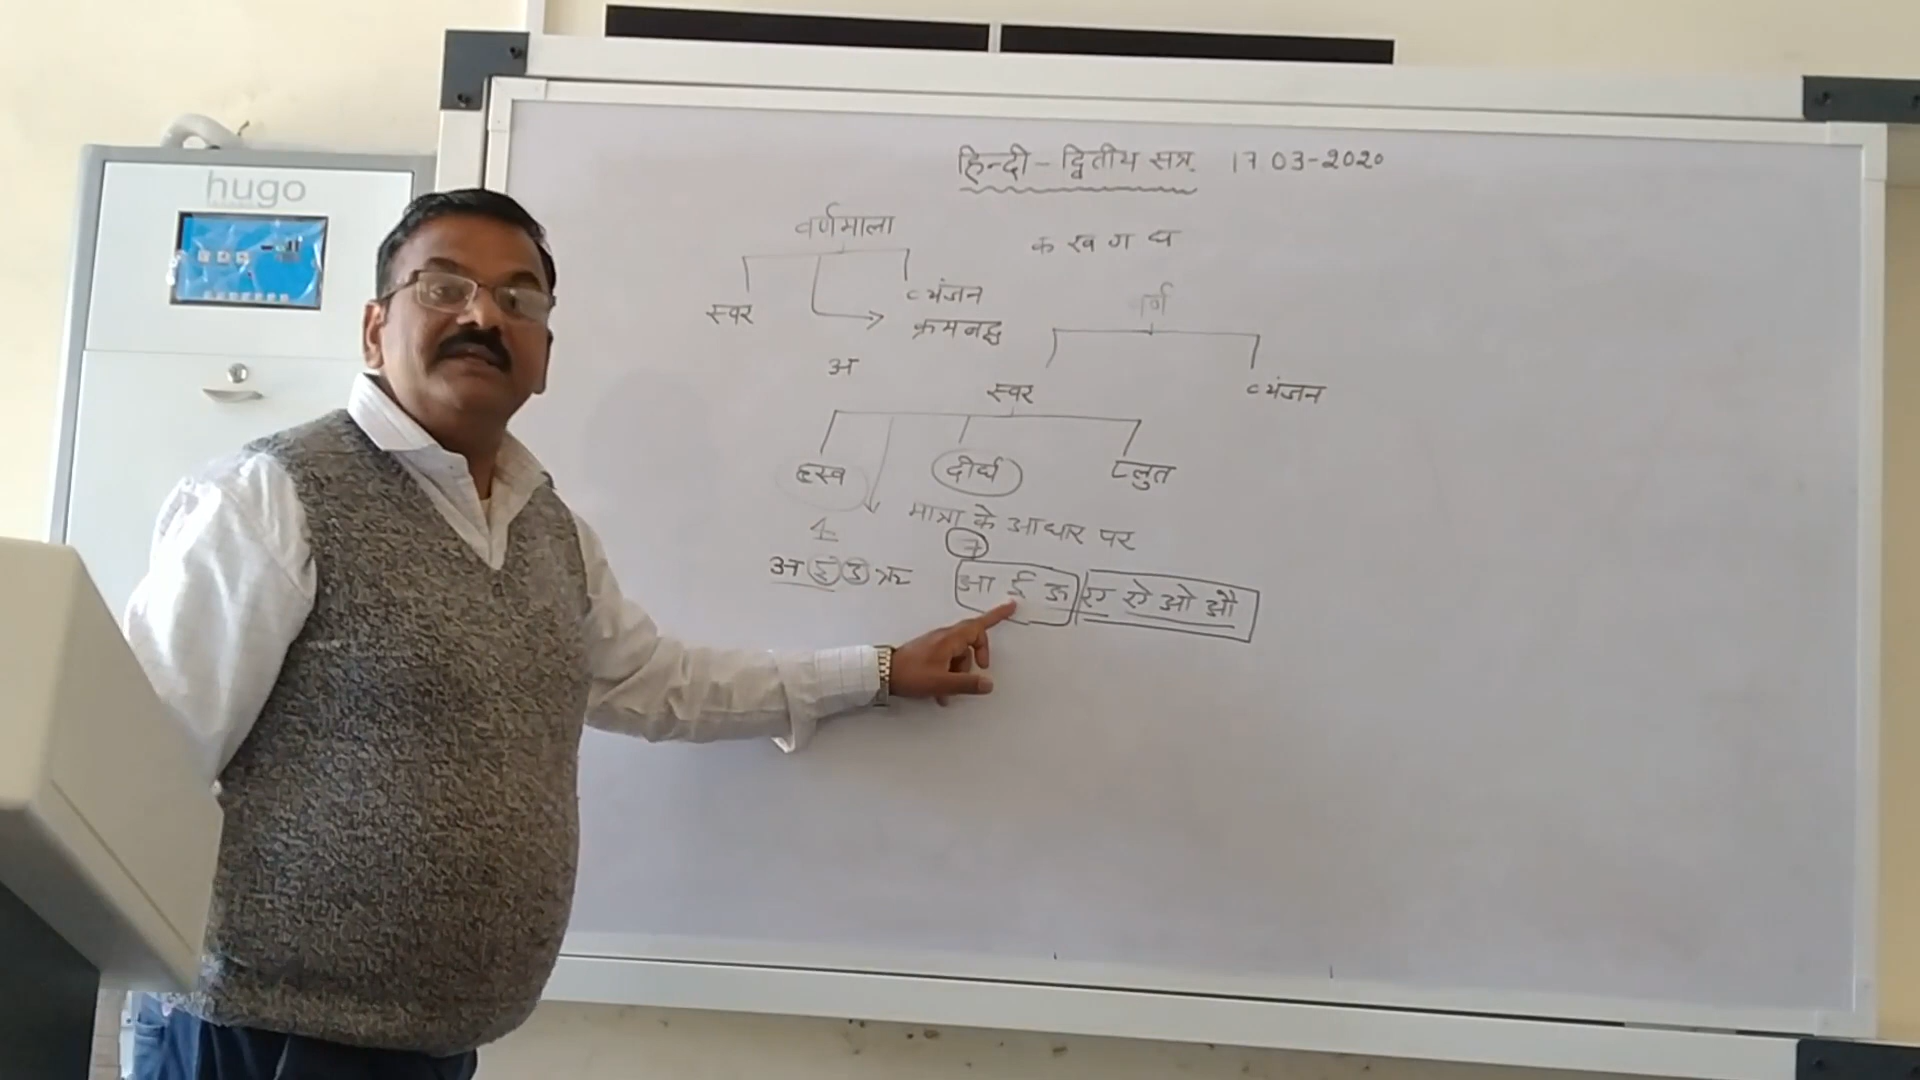 hugo
हिन्दी - द्वितीय सत्र. 17 03-2020
वर्णमाला
क ख ग घ
स्वर
व्यंजन
क्रमबद्ध
वर्ण
अ
स्वर
व्यंजन
ह्रस्व
दीर्घ
प्लुत
मात्रा के आधार पर
4
7
अ इ उ ऋ
आ ई ऊ ए ऐ ओ औ